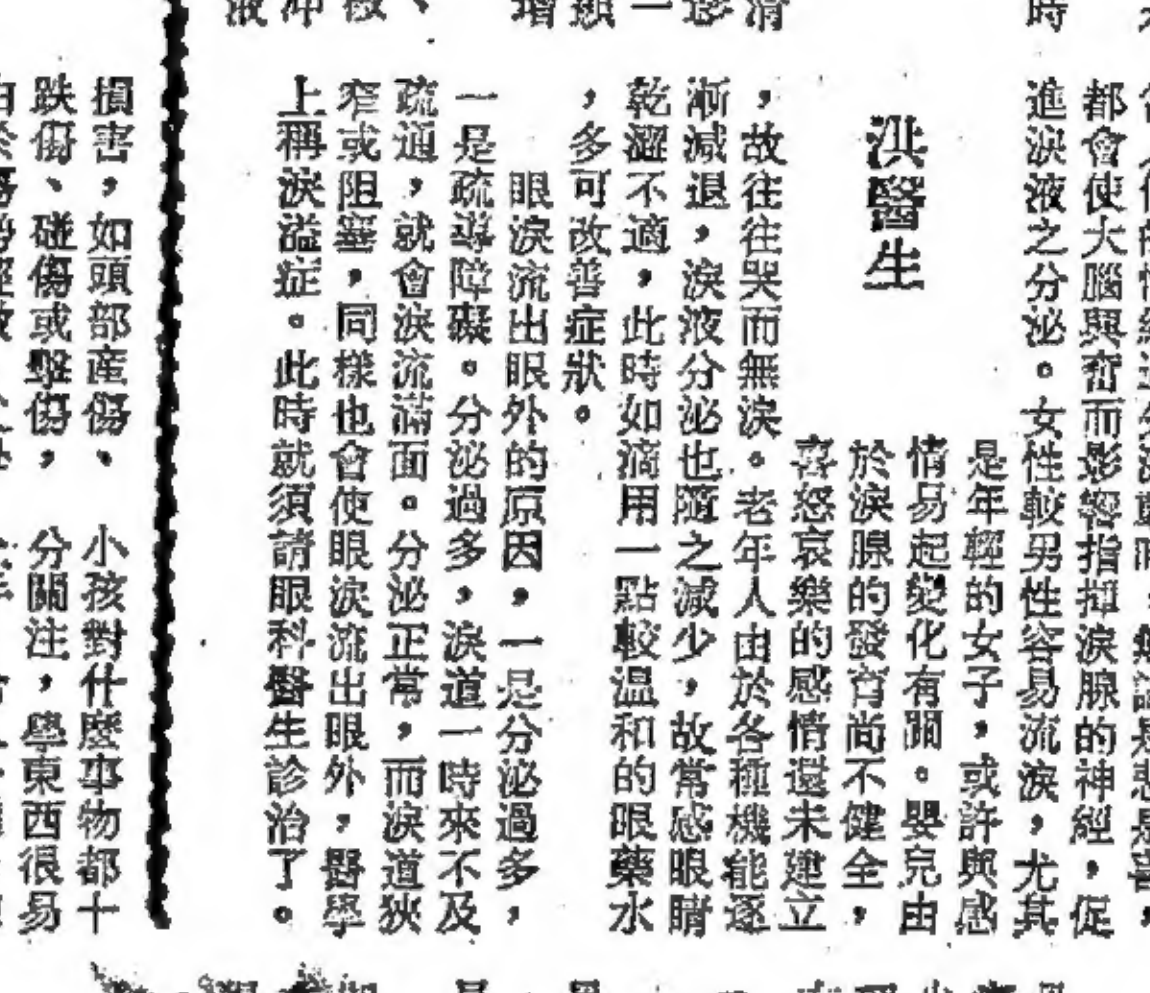 時
都會使大腦興奮而影響指揮淚腺的神經,促
進淚液之分泌。女性較男性容易流淚,尤其
洪醫生
是年輕的女子,或許與感
情易起變化有關。嬰兒由
於淚腺的發育尚不健全,
喜怒哀樂的感情還未建立
,故往往哭而無淚。老年人由於各種機能逐
漸減退,淚液分泌也隨之減少,故常感眼睛
乾澀不適,此時如滴用一點較温和的眼藥水
,多可改善症狀。
眼淚流出眼外的原因,一是分泌過多,
一是疏導障礙。分泌過多,淚道一時來不及
疏通,就會淚流滿面。分泌正常,而淚道狹
窄或阻塞,同樣也會使眼淚流出眼外,醫學
上稱淚溢症。此時就須請眼科醫生診治了。
損害,如頭部產傷、
跌傷、碰傷或擊傷,
小孩對什麼事物都十
分關注,學東西很易